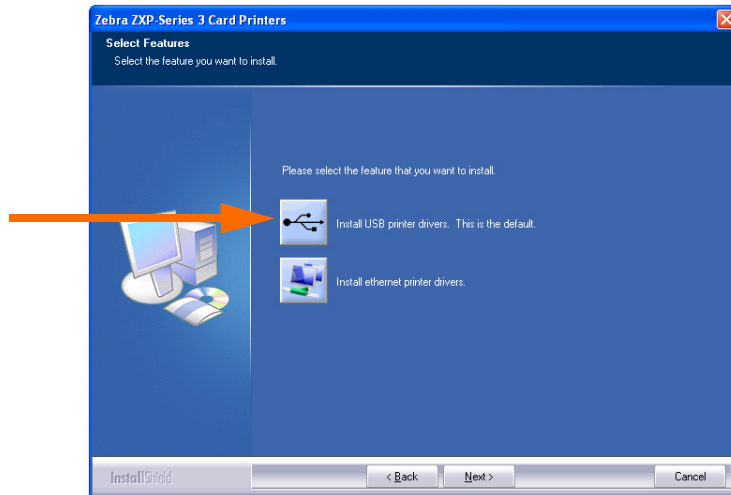 Zebra ZXP-Series 3 Card Printers
Select Features
Select the feature you want to install.
Please select the feature that you want to install.
Install USB printer drivers. This is the default.
Install ethernet printer drivers.
InstallShield
< Back
Next >
Cancel